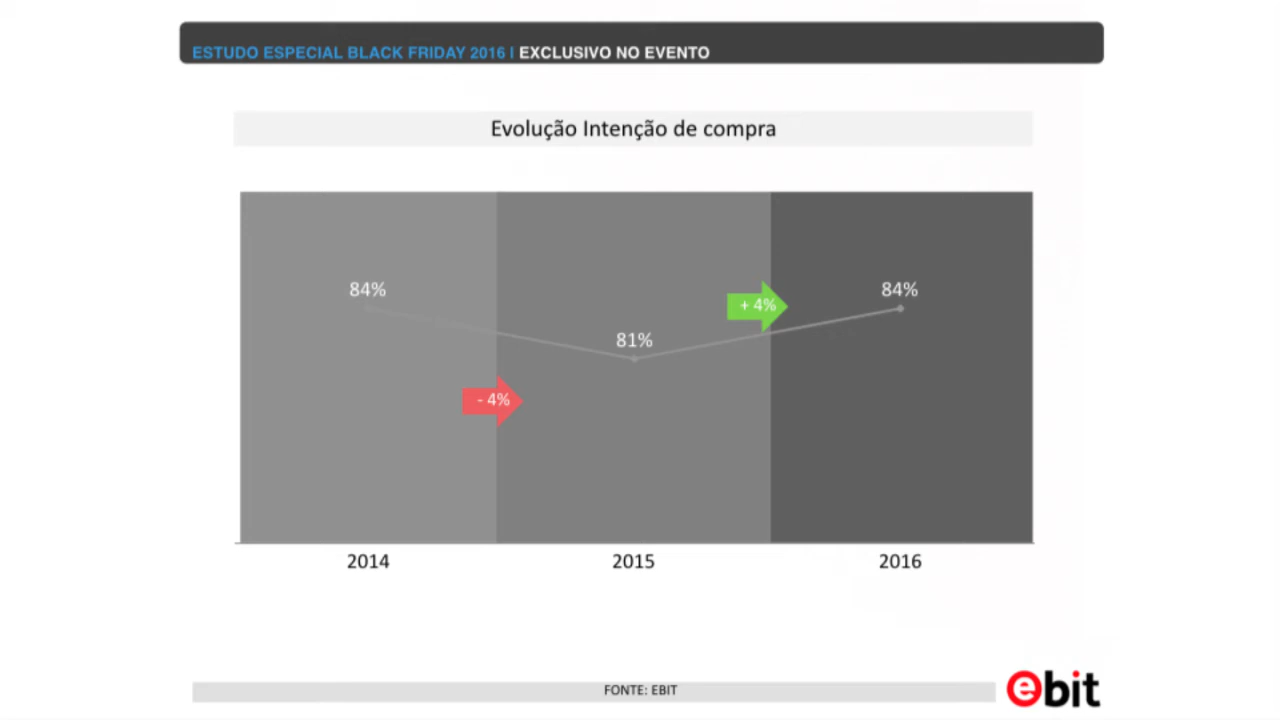 ESTUDO ESPECIAL BLACK FRIDAY 2016 | EXCLUSIVO NO EVENTO
Evolução Intenção de compra
84%
81%
84%
+ 4%
- 4%
2014
2015
2016
FONTE: EBIT
ebit